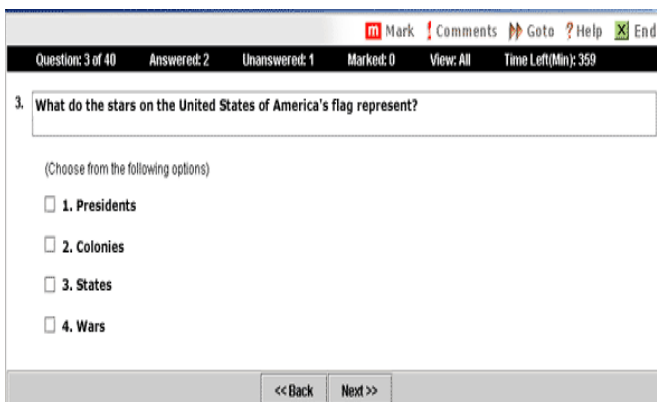 m Mark ! Comments Goto ? Help X End
Question: 3 of 40 Answered: 2 Unanswered: 1 Marked: 0 View: All Time Left(Min): 359
3. What do the stars on the United States of America's flag represent?
(Choose from the following options)
1. Presidents
2. Colonies
3. States
4. Wars
<< Back Next >>